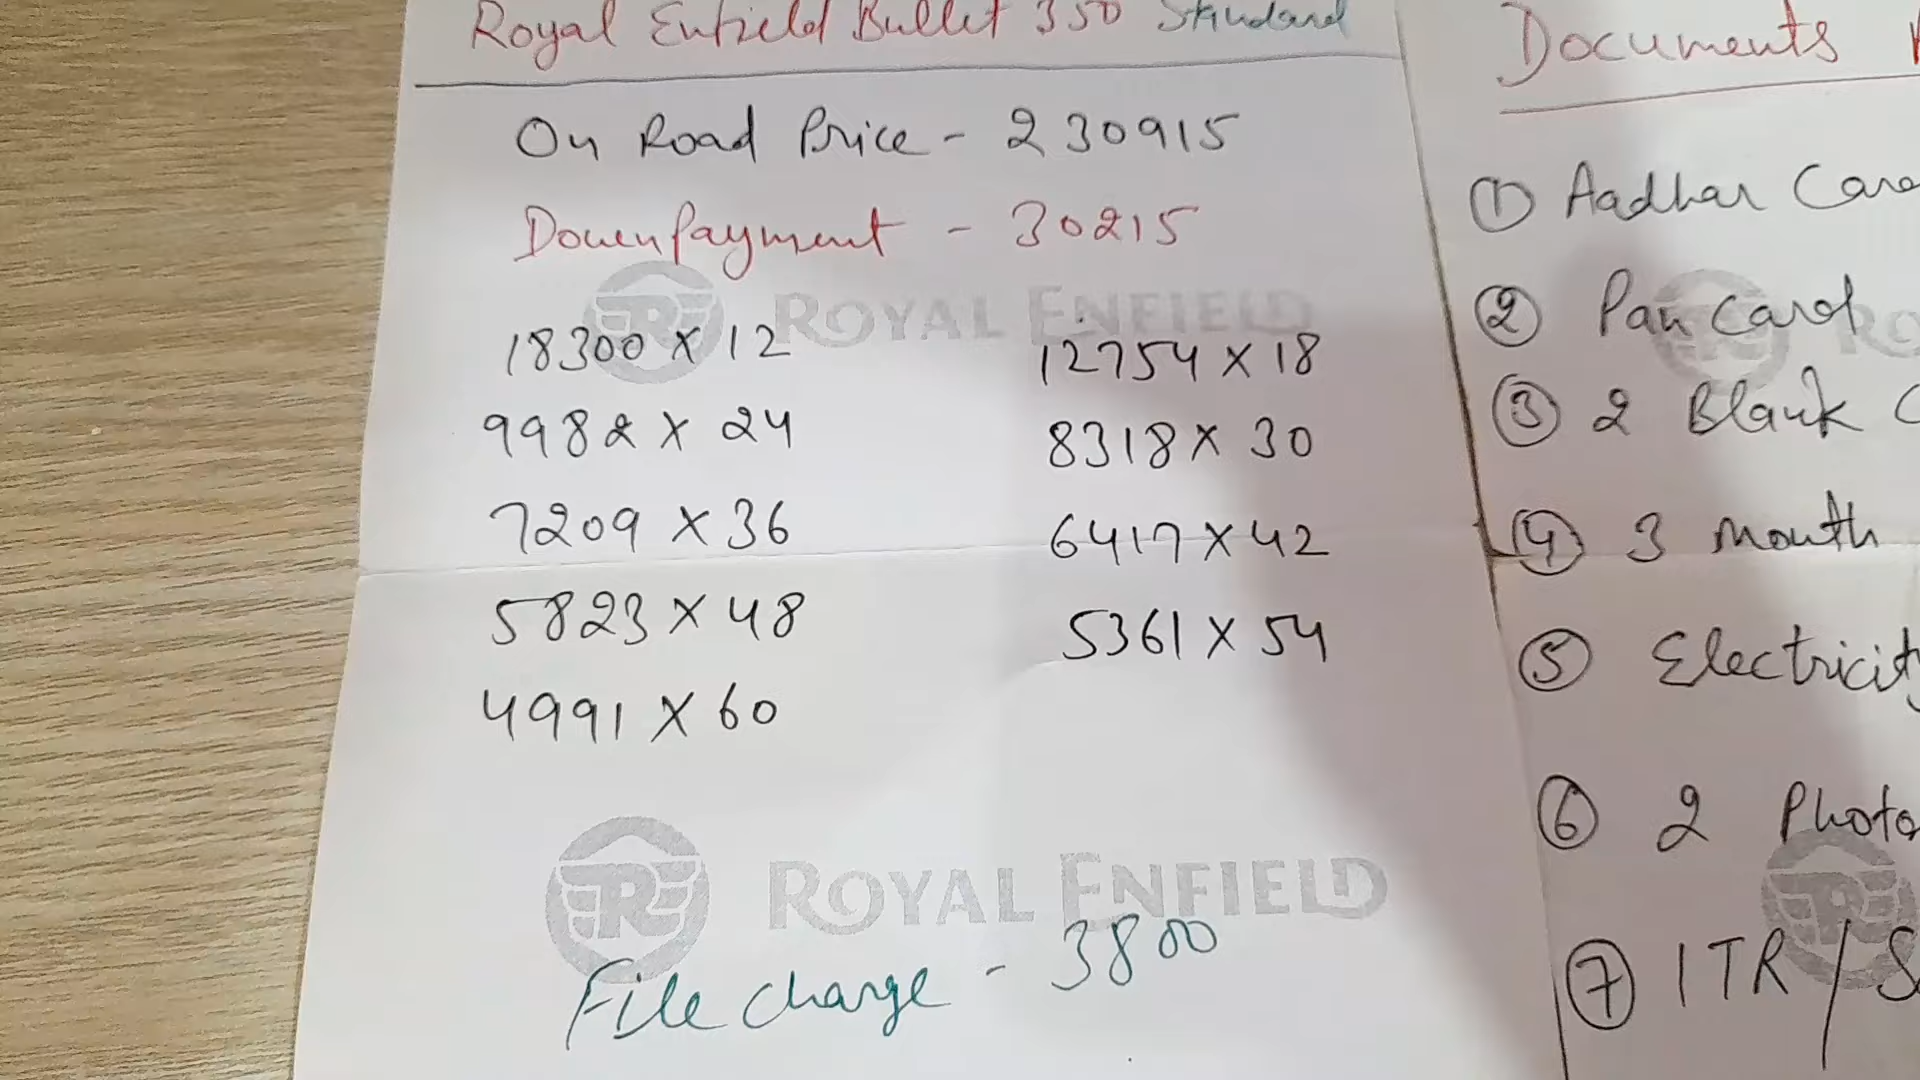 Royal Enfield Bullet 350 Standard
On Road Price - 230915
Downpayment - 30215
ROYAL ENFIELD
18300 X 12
12754 X 18
9982 X 24
8318 X 30
7209 X 36
6417 X 42
5823 X 48
5361 X 54
4991 X 60
ROYAL ENFIELD
File charge - 3800
Documents
① Aadhar Car
② Pan Card
③ 2 Blank C
④ 3 Month
⑤ Electricity
⑥ 2 Photo
⑦ ITR / S